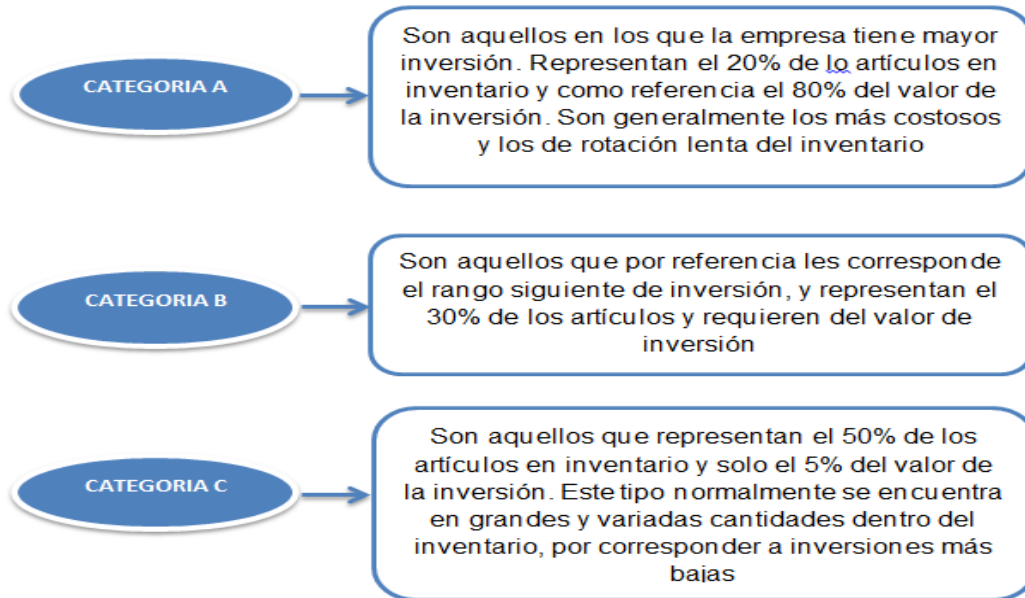 CATEGORIA A
Son aquellos en los que la empresa tiene mayor
inversión. Representan el 20% de lo artículos en
inventario y como referencia el 80% del valor de
la inversión. Son generalmente los más costosos
y los de rotación lenta del inventario
CATEGORIA B
Son aquellos que por referencia les corresponde
el rango siguiente de inversión, y representan el
30% de los artículos y requieren del valor de
inversión
CATEGORIA C
Son aquellos que representan el 50% de los
artículos en inventario y solo el 5% del valor de
la inversión. Este tipo normalmente se encuentra
en grandes y variadas cantidades dentro del
inventario, por corresponder a inversiones más
bajas